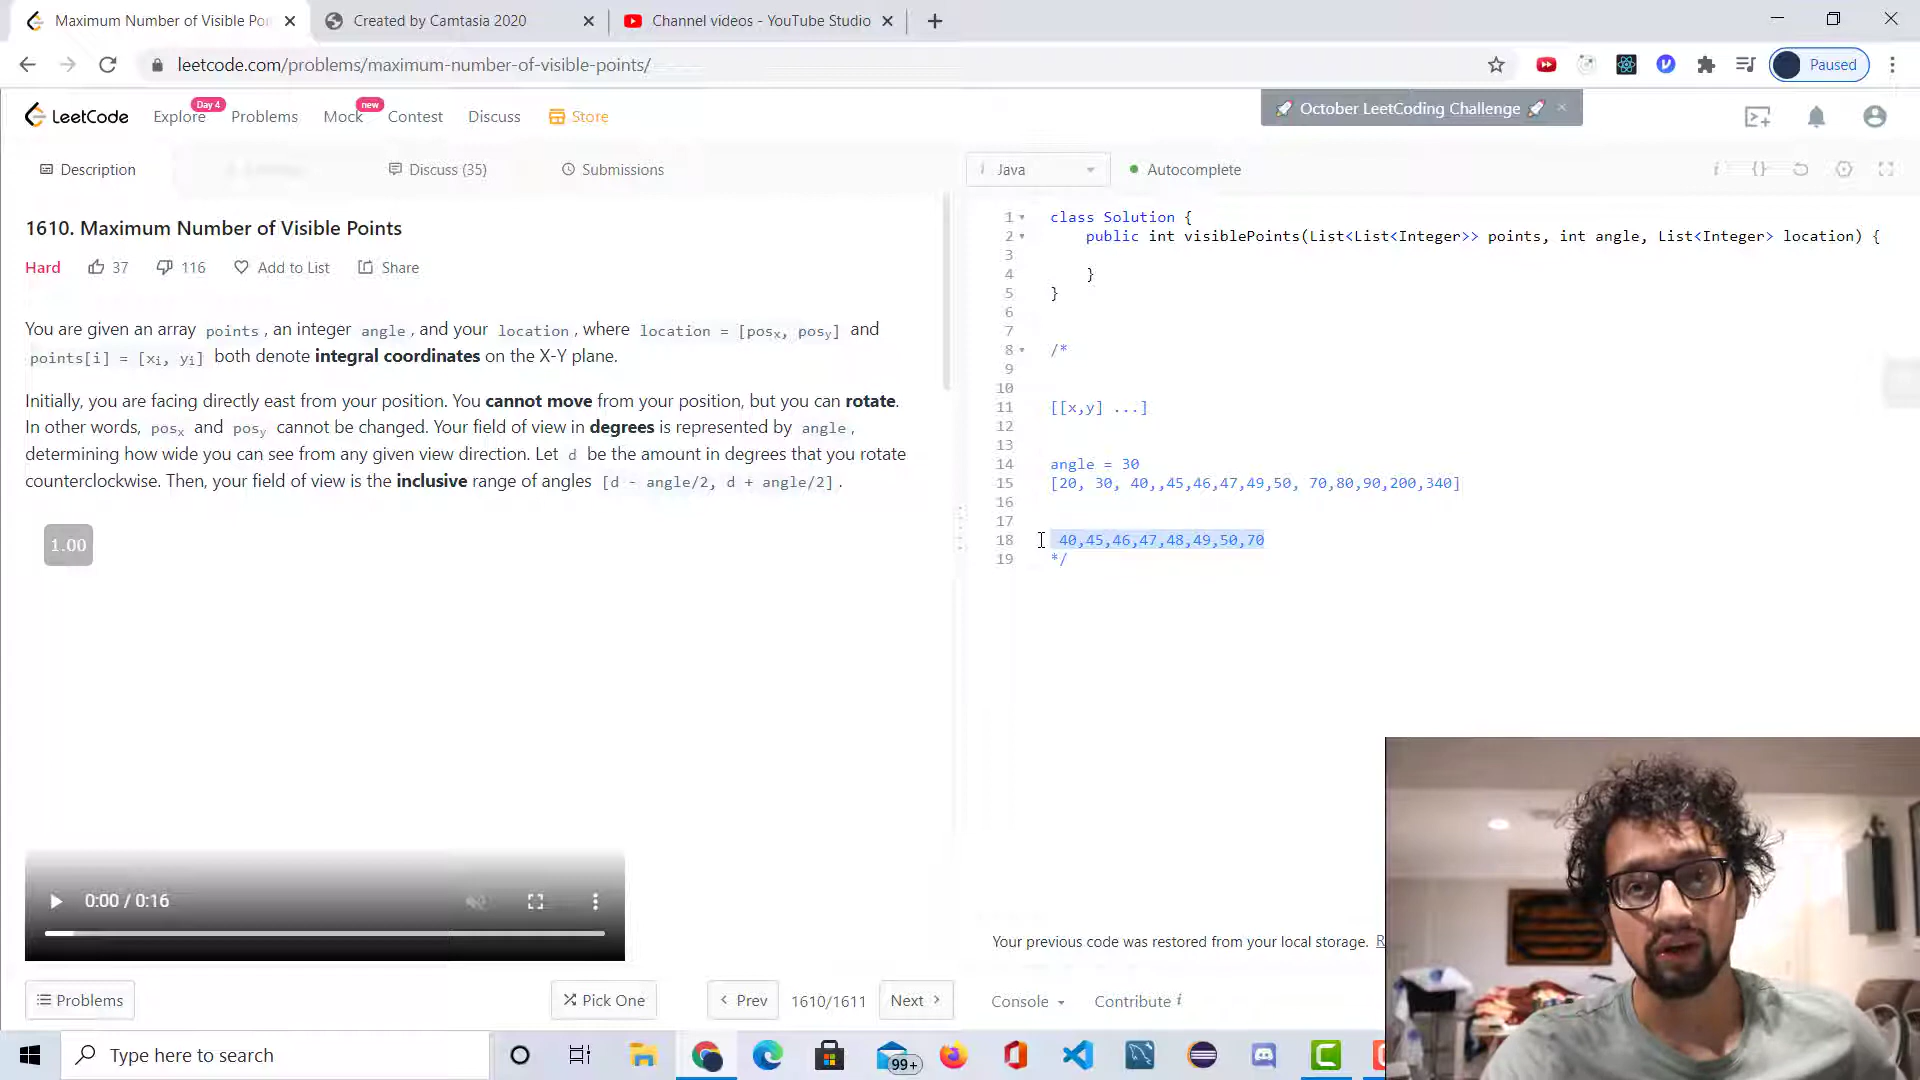 Maximum Number of Visible Poi
Created by Camtasia 2020
Channel videos - YouTube Studio
leetcode.com/problems/maximum-number-of-visible-points/
Paused
LeetCode
Explore
Day 4
Problems
Mock
new
Contest
Discuss
Store
🚀 October LeetCoding Challenge 🚀 ×
Description
Discuss (35)
Submissions
i Java
Autocomplete
1610. Maximum Number of Visible Points
Hard
37
116
Add to List
Share
You are given an array points, an integer angle, and your location, where location = [posx, posy] and
points[i] = [xi, yi] both denote integral coordinates on the X-Y plane.
Initially, you are facing directly east from your position. You cannot move from your position, but you can rotate.
In other words, posx and posy cannot be changed. Your field of view in degrees is represented by angle,
determining how wide you can see from any given view direction. Let d be the amount in degrees that you rotate
counterclockwise. Then, your field of view is the inclusive range of angles [d - angle/2, d + angle/2].
1.00
0:00 / 0:16
1 class Solution {
2 public int visiblePoints(List<List<Integer>> points, int angle, List<Integer> location) {
3
4 }
5 }
6
7
8 /*
9
10
11 [[x,y] ...]
12
13
14 angle = 30
15 [20, 30, 40,,45,46,47,49,50, 70,80,90,200,340]
16
17
18 40,45,46,47,48,49,50,70
19 */
Your previous code was restored from your local storage. R
Problems
Pick One
Prev
1610/1611
Next
Console
Contribute i
Type here to search
99+